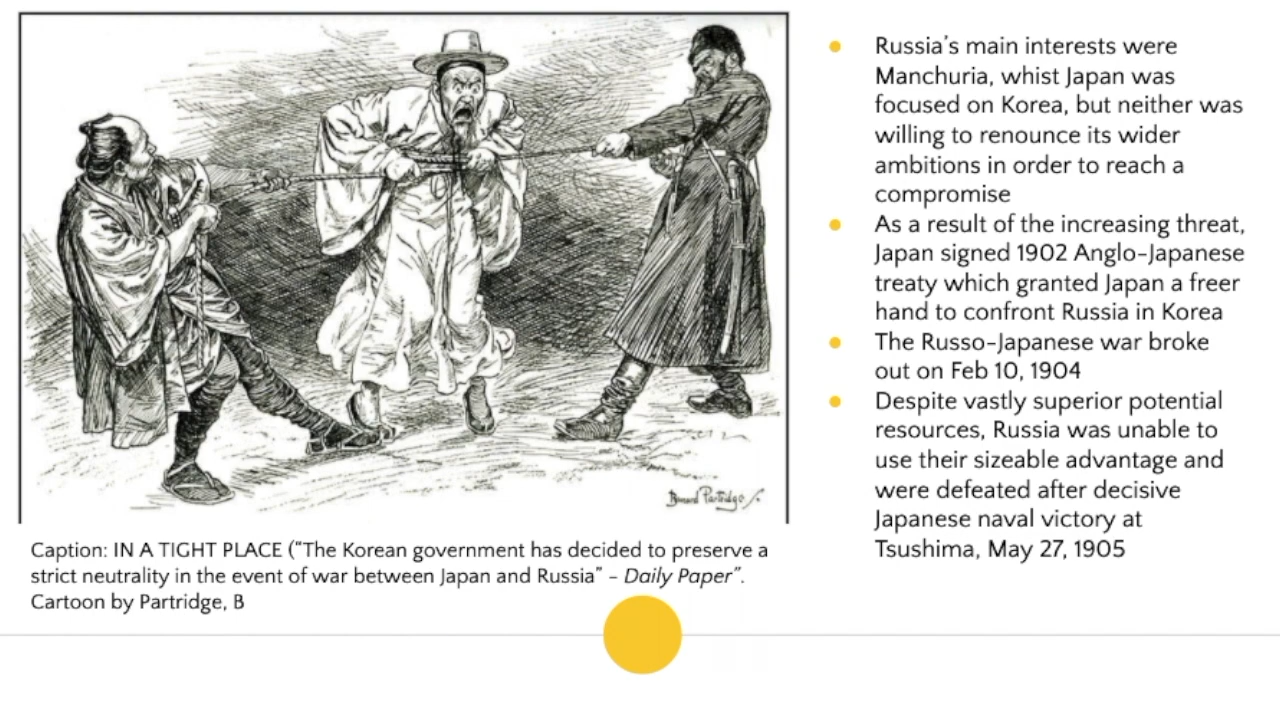 Bernard Partridge
Caption: IN A TIGHT PLACE (“The Korean government has decided to preserve a
strict neutrality in the event of war between Japan and Russia” - Daily Paper”.
Cartoon by Partridge, B
● Russia’s main interests were
Manchuria, whist Japan was
focused on Korea, but neither was
willing to renounce its wider
ambitions in order to reach a
compromise
● As a result of the increasing threat,
Japan signed 1902 Anglo-Japanese
treaty which granted Japan a freer
hand to confront Russia in Korea
● The Russo-Japanese war broke
out on Feb 10, 1904
● Despite vastly superior potential
resources, Russia was unable to
use their sizeable advantage and
were defeated after decisive
Japanese naval victory at
Tsushima, May 27, 1905